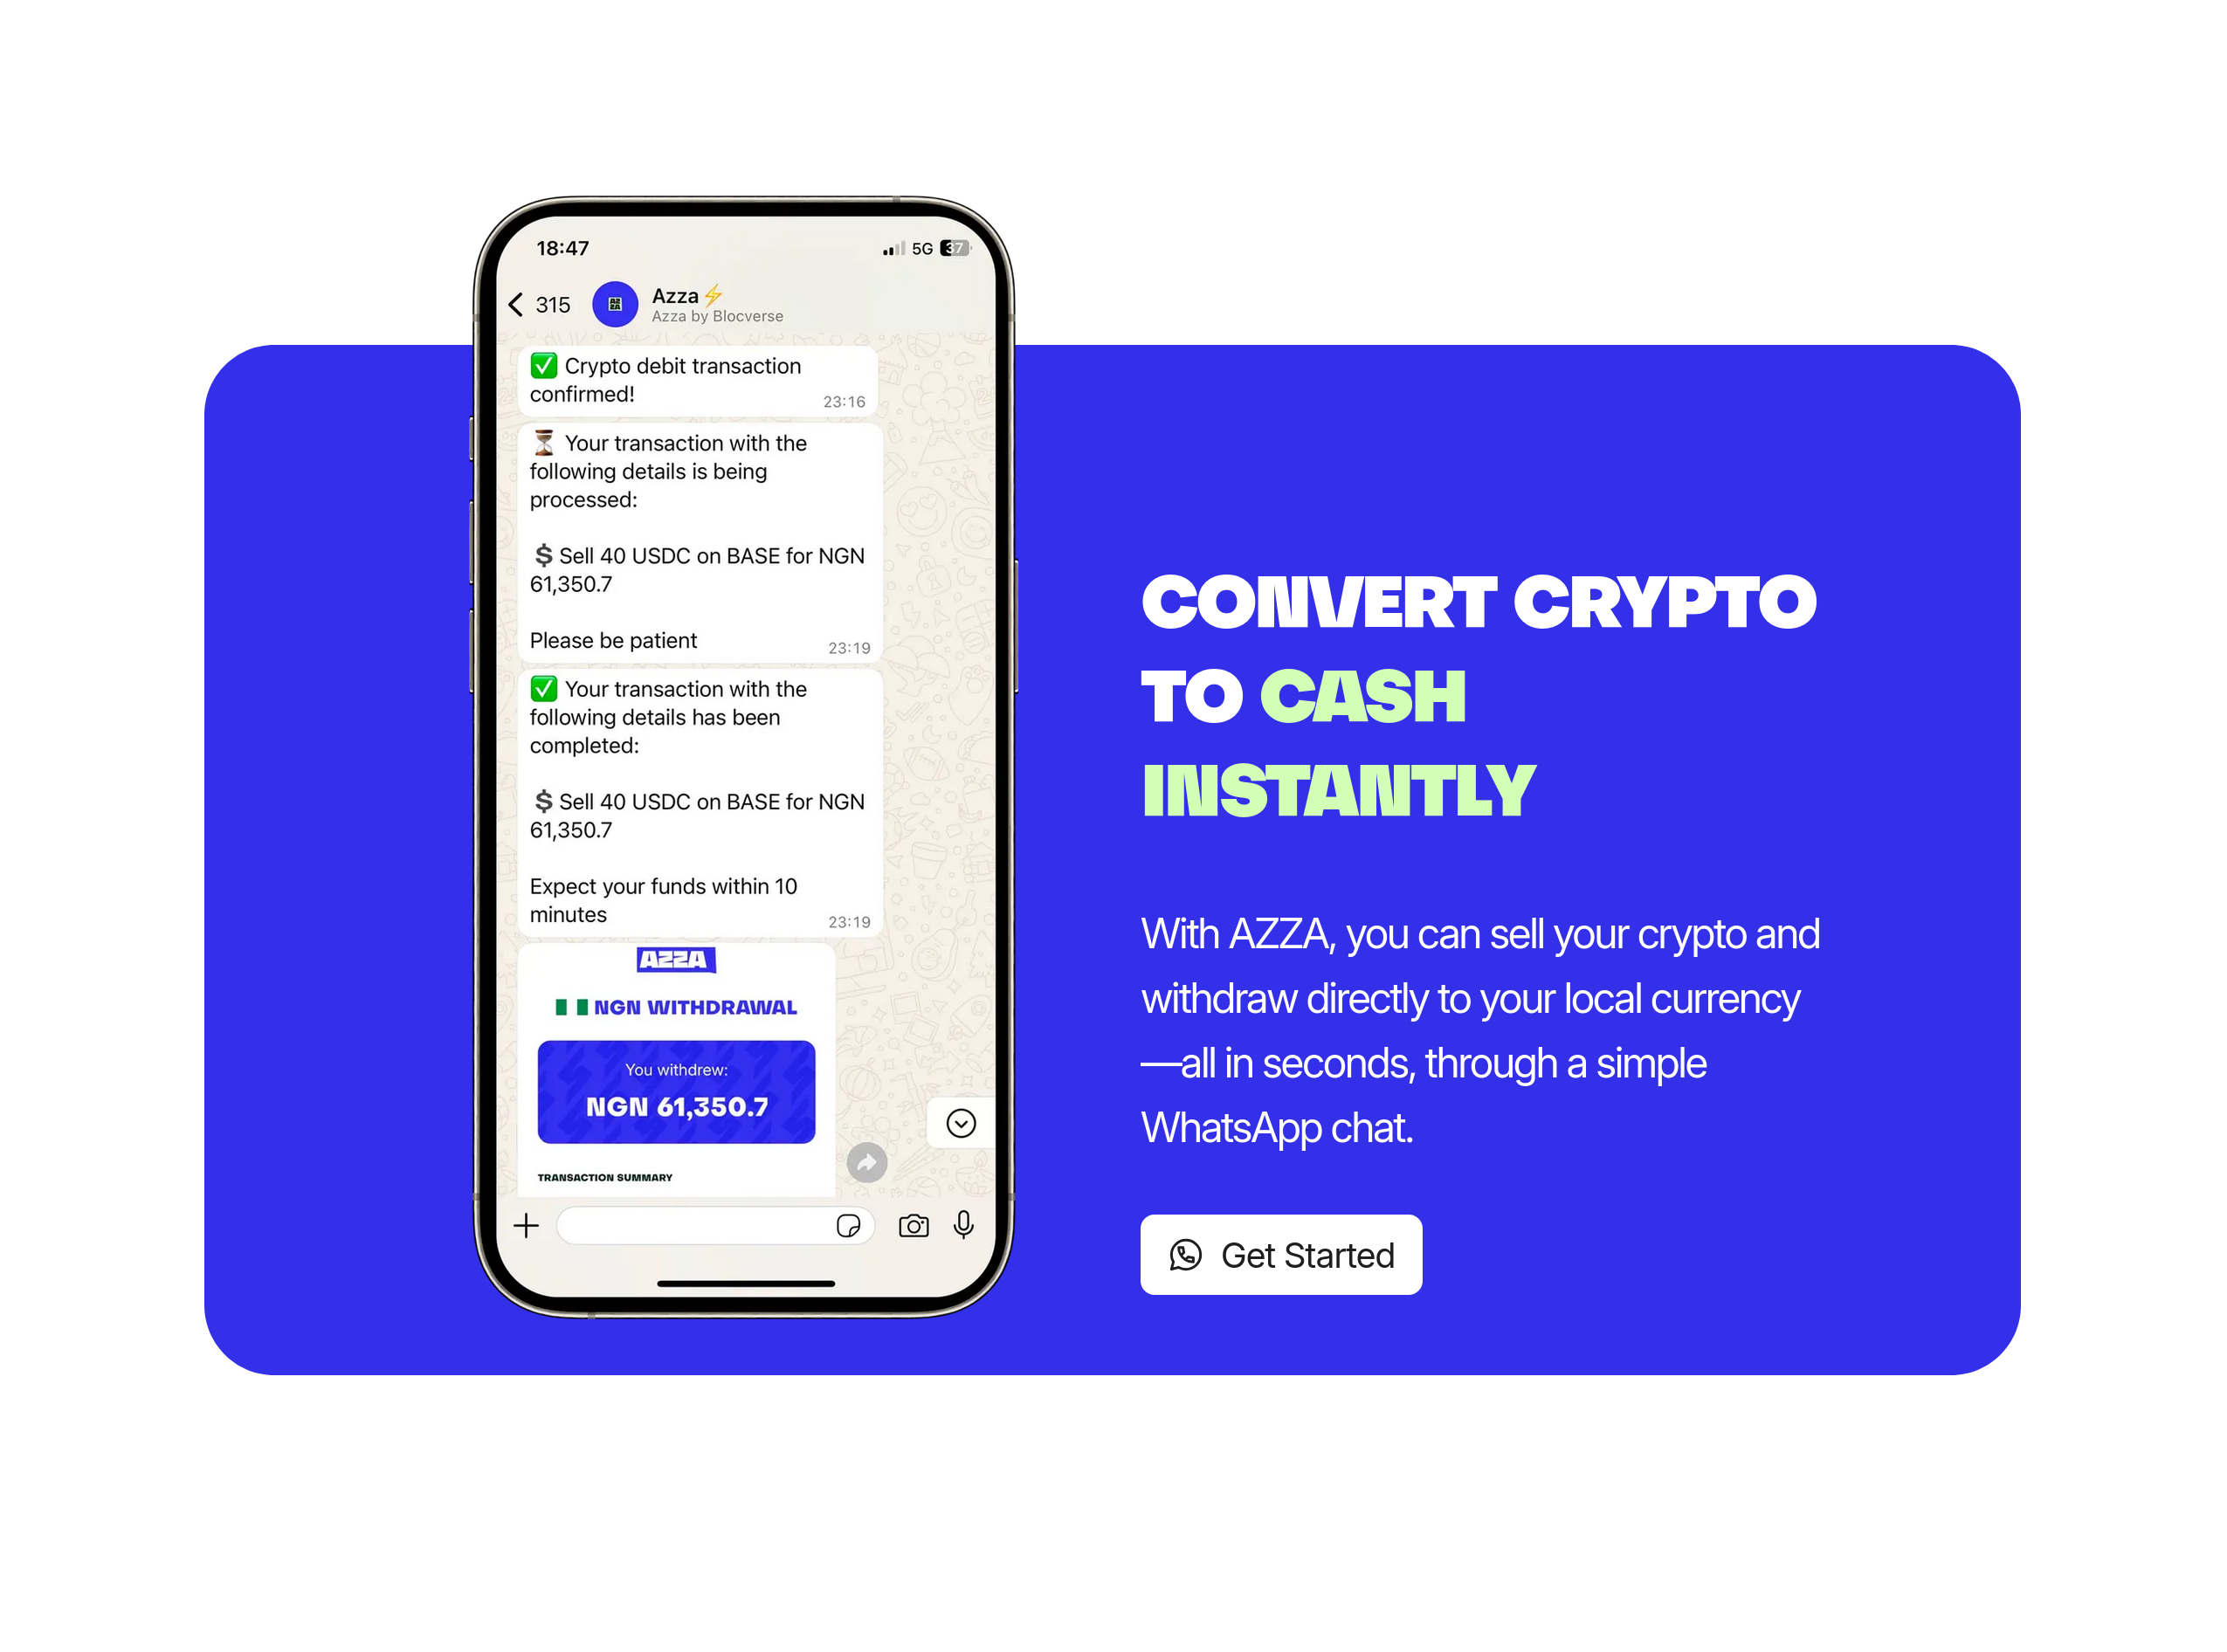 18:47
5G 37
315
AZ
ZA
Azza⚡
Azza by Blocverse
✅ Crypto debit transaction
confirmed!
23:16
⏳ Your transaction with the
following details is being
processed:
💲Sell 40 USDC on BASE for NGN
61,350.7
Please be patient
23:19
✅ Your transaction with the
following details has been
completed:
💲Sell 40 USDC on BASE for NGN
61,350.7
Expect your funds within 10
minutes
23:19
AZZA
🇳🇬 NGN WITHDRAWAL
You withdrew:
NGN 61,350.7
TRANSACTION SUMMARY
CONVERT CRYPTO
TO CASH
INSTANTLY
With AZZA, you can sell your crypto and
withdraw directly to your local currency
—all in seconds, through a simple
WhatsApp chat.
Get Started